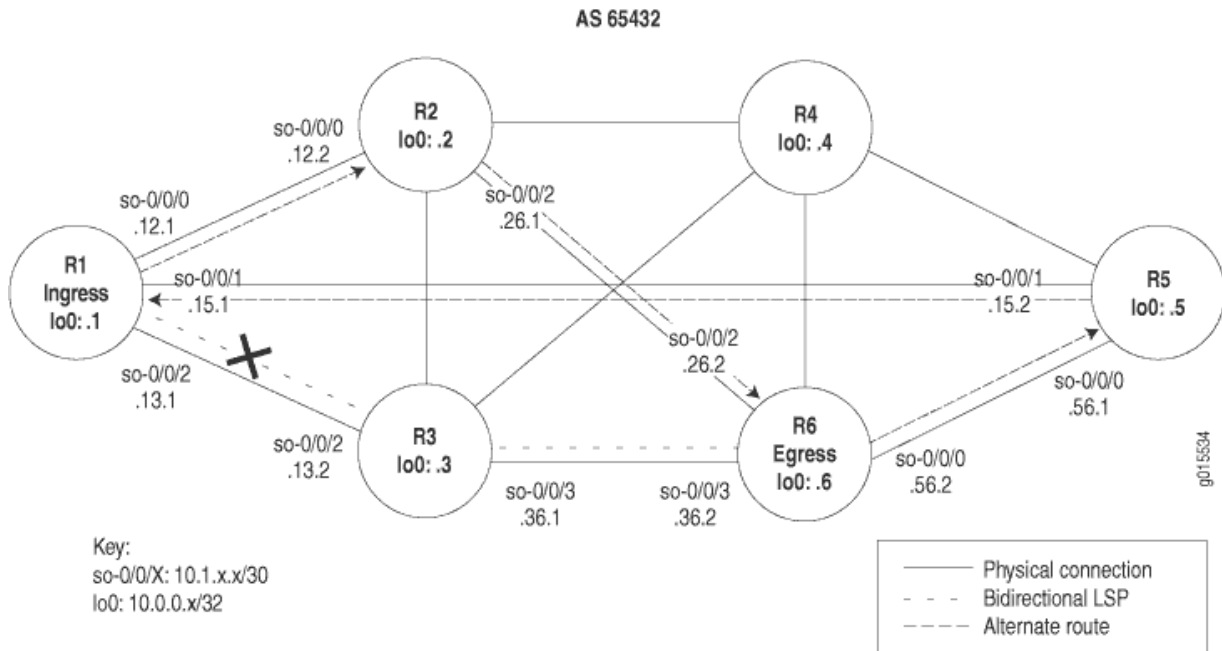 AS 65432
R2
lo0: .2
R4
lo0: .4
so-0/0/0
.12.2
so-0/0/2
.26.1
so-0/0/0
.12.1
R1
Ingress
lo0: .1
so-0/0/1
.15.1
so-0/0/1
.15.2
R5
lo0: .5
so-0/0/2
.26.2
so-0/0/2
.13.1
so-0/0/0
.56.1
R3
lo0: .3
so-0/0/2
.13.2
R6
Egress
lo0: .6
so-0/0/0
.56.2
so-0/0/3
.36.1
so-0/0/3
.36.2
g015534
Key:
so-0/0/X: 10.1.x.x/30
lo0: 10.0.0.x/32
Physical connection
Bidirectional LSP
Alternate route